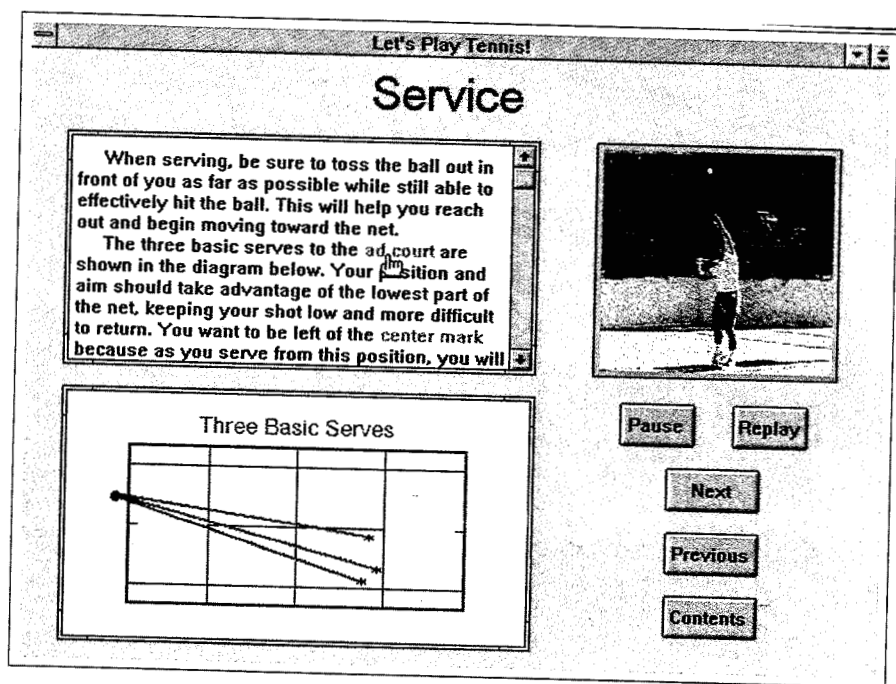 Let's Play Tennis!
Service
When serving, be sure to toss the ball out in
front of you as far as possible while still able to
effectively hit the ball. This will help you reach
out and begin moving toward the net.
The three basic serves to the ad court are
shown in the diagram below. Your position and
aim should take advantage of the lowest part of
the net, keeping your shot low and more difficult
to return. You want to be left of the center mark
because as you serve from this position, you will
Three Basic Serves
Pause
Replay
Next
Previous
Contents